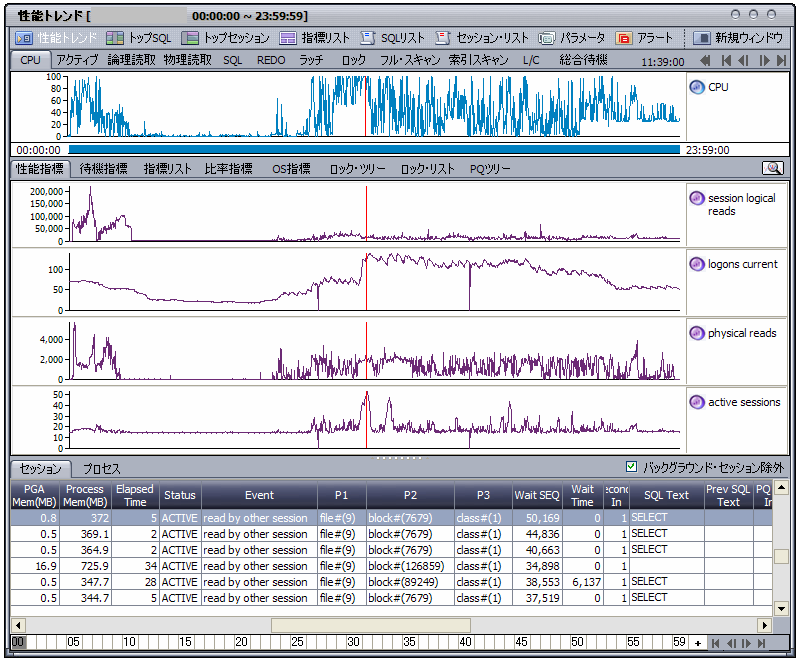 性能トレンド [ 00:00:00 ~ 23:59:59]
性能トレンド トップSQL トップセッション 指標リスト SQLリスト セッション・リスト パラメータ アラート 新規ウィンドウ
CPU アクティブ 論理読取 物理読取 SQL REDO ラッチ ロック フル・スキャン 索引スキャン L/C 総合待機 11:39:00
100
80
60
40
20
0
CPU
00:00:00 23:59:00
性能指標 待機指標 指標リスト 比率指標 OS指標 ロック・ツリー ロック・リスト PQツリー
200,000
150,000
100,000
50,000
0
session logical
reads
100
50
0
logons current
4,000
2,000
0
physical reads
50
40
30
20
10
0
active sessions
セッション プロセス バックグラウンド・セッション除外
PGA Mem(MB) Process Mem(MB) Elapsed Time Status Event P1 P2 P3 Wait SEQ Wait Time econd In SQL Text Prev SQL Text PQ In
0.8 372 5 ACTIVE read by other session file#(9) block#(7679) class#(1) 50,169 0 1 SELECT
0.5 369.1 2 ACTIVE read by other session file#(9) block#(7679) class#(1) 44,836 0 1 SELECT
0.5 364.9 2 ACTIVE read by other session file#(9) block#(7679) class#(1) 40,663 0 1 SELECT
16.9 725.9 34 ACTIVE read by other session file#(9) block#(126859) class#(1) 34,898 0 1
0.5 347.7 28 ACTIVE read by other session file#(9) block#(89249) class#(1) 38,553 6,137 1 SELECT
0.5 344.7 5 ACTIVE read by other session file#(9) block#(7679) class#(1) 37,519 0 1 SELECT
00 05 10 15 20 25 30 35 40 45 50 55 59 +